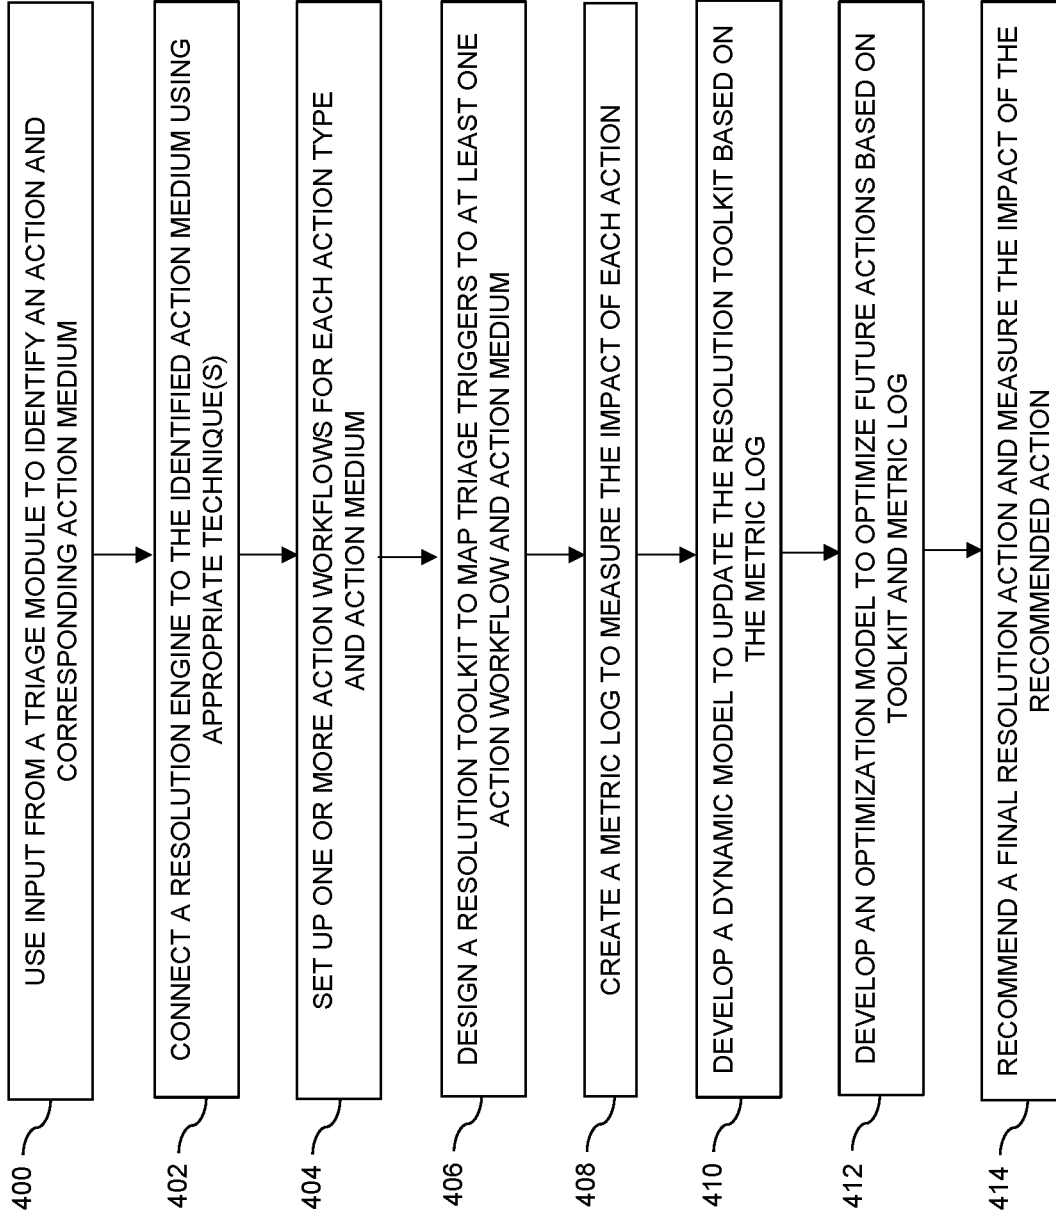 400
USE INPUT FROM A TRIAGE MODULE TO IDENTIFY AN ACTION AND
CORRESPONDING ACTION MEDIUM
402
CONNECT A RESOLUTION ENGINE TO THE IDENTIFIED ACTION MEDIUM USING
APPROPRIATE TECHNIQUE(S)
404
SET UP ONE OR MORE ACTION WORKFLOWS FOR EACH ACTION TYPE
AND ACTION MEDIUM
406
DESIGN A RESOLUTION TOOLKIT TO MAP TRIAGE TRIGGERS TO AT LEAST ONE
ACTION WORKFLOW AND ACTION MEDIUM
408
CREATE A METRIC LOG TO MEASURE THE IMPACT OF EACH ACTION
410
DEVELOP A DYNAMIC MODEL TO UPDATE THE RESOLUTION TOOLKIT BASED ON
THE METRIC LOG
412
DEVELOP AN OPTIMIZATION MODEL TO OPTIMIZE FUTURE ACTIONS BASED ON
TOOLKIT AND METRIC LOG
414
RECOMMEND A FINAL RESOLUTION ACTION AND MEASURE THE IMPACT OF THE
RECOMMENDED ACTION